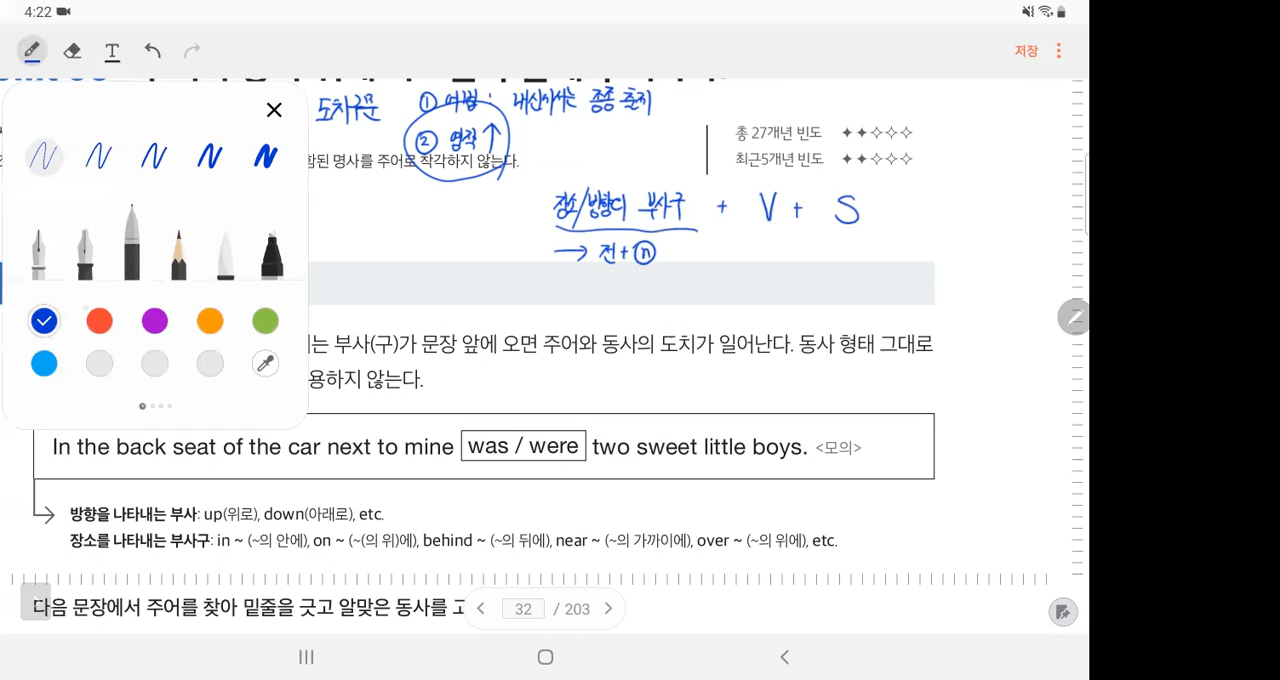 4:22
저장
도치구문 ① 어법: 내신에서는 종종 출제
② 영작 ↑
총 27개년 빈도 ✦✦✧✧✧
함된 명사를 주어로 착각하지 않는다.
최근5개년 빈도 ✦✦✧✧✧
장소/방향의 부사구 + V + S
→ 전+ⓝ
는 부사(구)가 문장 앞에 오면 주어와 동사의 도치가 일어난다. 동사 형태 그대로
용하지 않는다.
In the back seat of the car next to mine was / were two sweet little boys. <모의>
방향을 나타내는 부사: up(위로), down(아래로), etc.
장소를 나타내는 부사구: in ~ (~의 안에), on ~ (~(의 위)에), behind ~ (~의 뒤에), near ~ (~의 가까이에), over ~ (~의 위에), etc.
다음 문장에서 주어를 찾아 밑줄을 긋고 알맞은 동사를 고
32 / 203